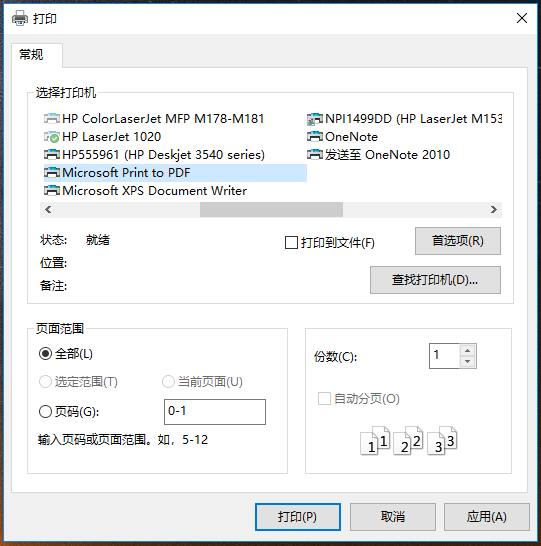 打印
常规
选择打印机
HP ColorLaserJet MFP M178-M181
HP LaserJet 1020
HP555961 (HP Deskjet 3540 series)
Microsoft Print to PDF
Microsoft XPS Document Writer
NPI1499DD (HP LaserJet M153
OneNote
发送至 OneNote 2010
状态: 就绪
位置:
备注:
打印到文件(F)
首选项(R)
查找打印机(D)...
页面范围
全部(L)
选定范围(T) 当前页面(U)
页码(G): 0-1
输入页码或页面范围。如，5-12
份数(C): 1
自动分页(O)
1 1 2 2 3 3
打印(P) 取消 应用(A)